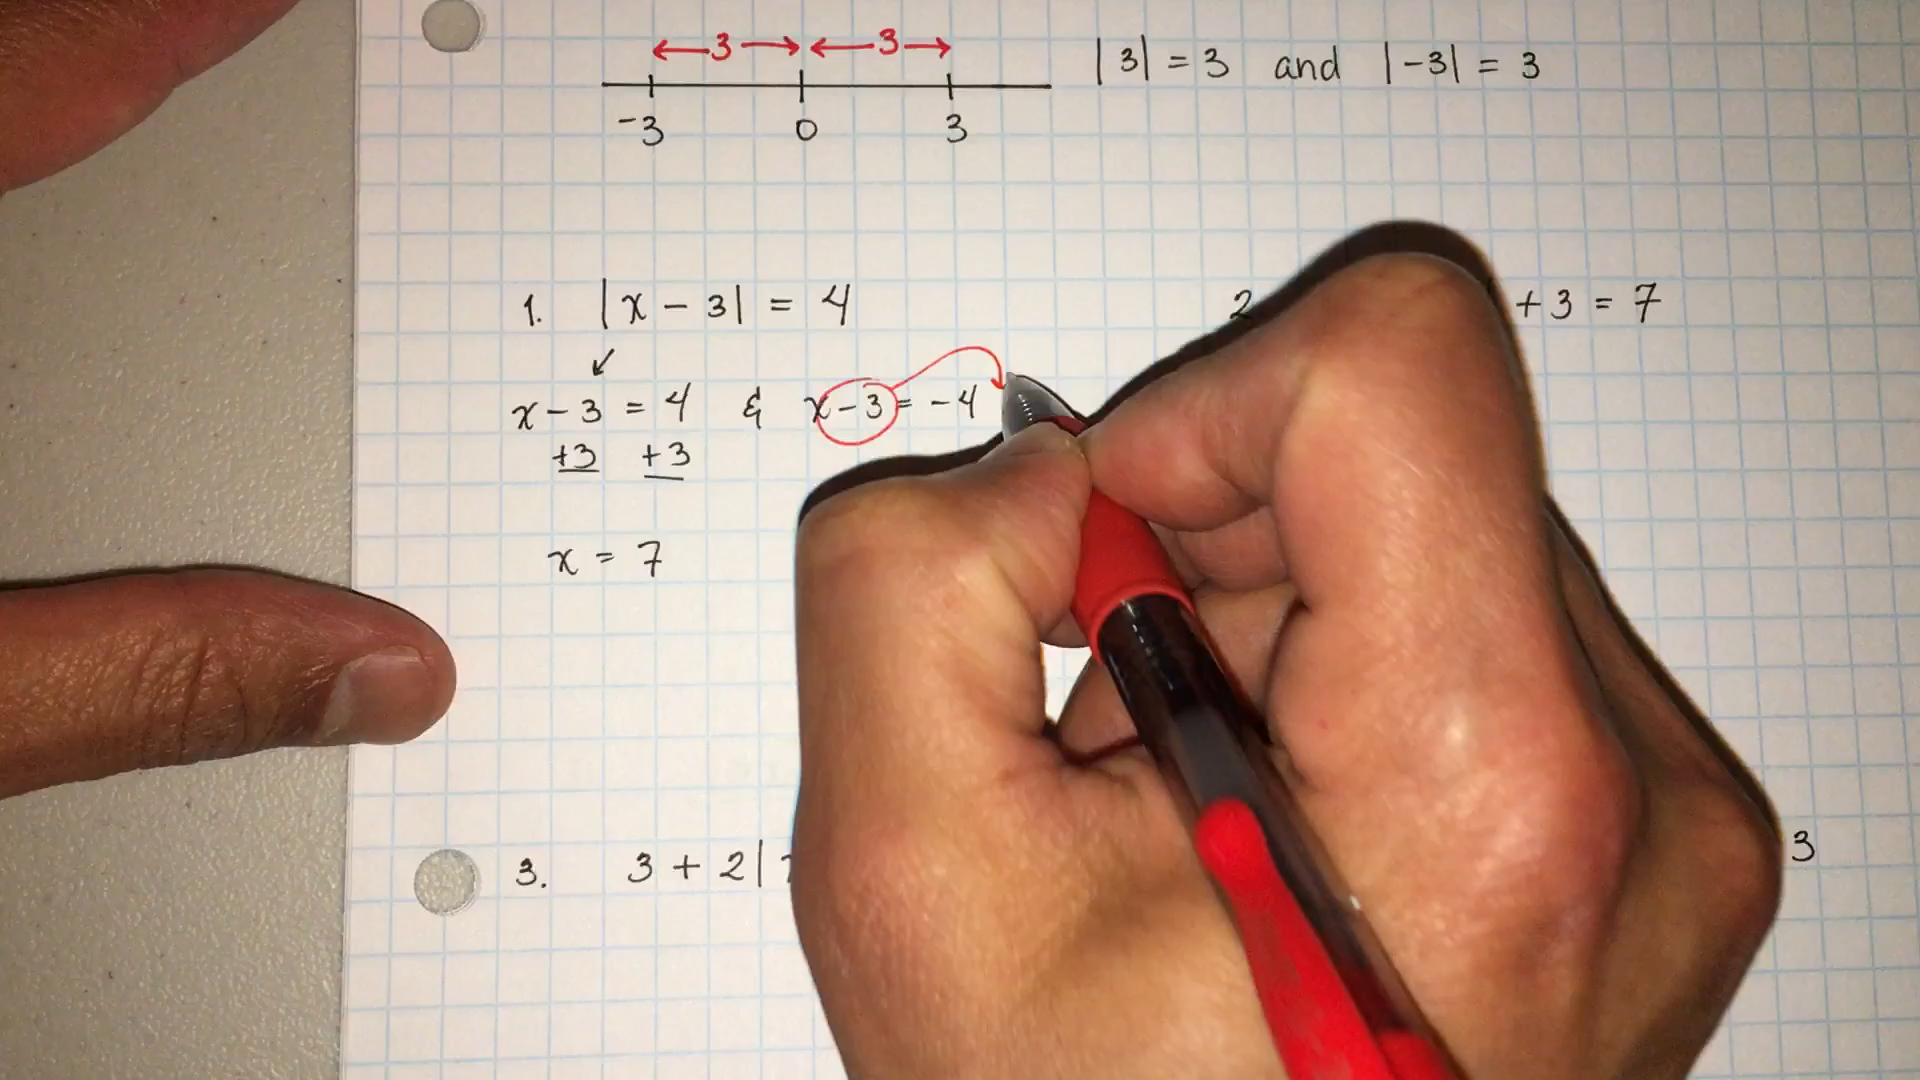 3 3
-3 0 3
|3| = 3 and |-3| = 3
1. |x - 3| = 4
2 + 3 = 7
x - 3 = 4 & x - 3 = -4
+3 +3
x = 7
3. 3 + 2|
3